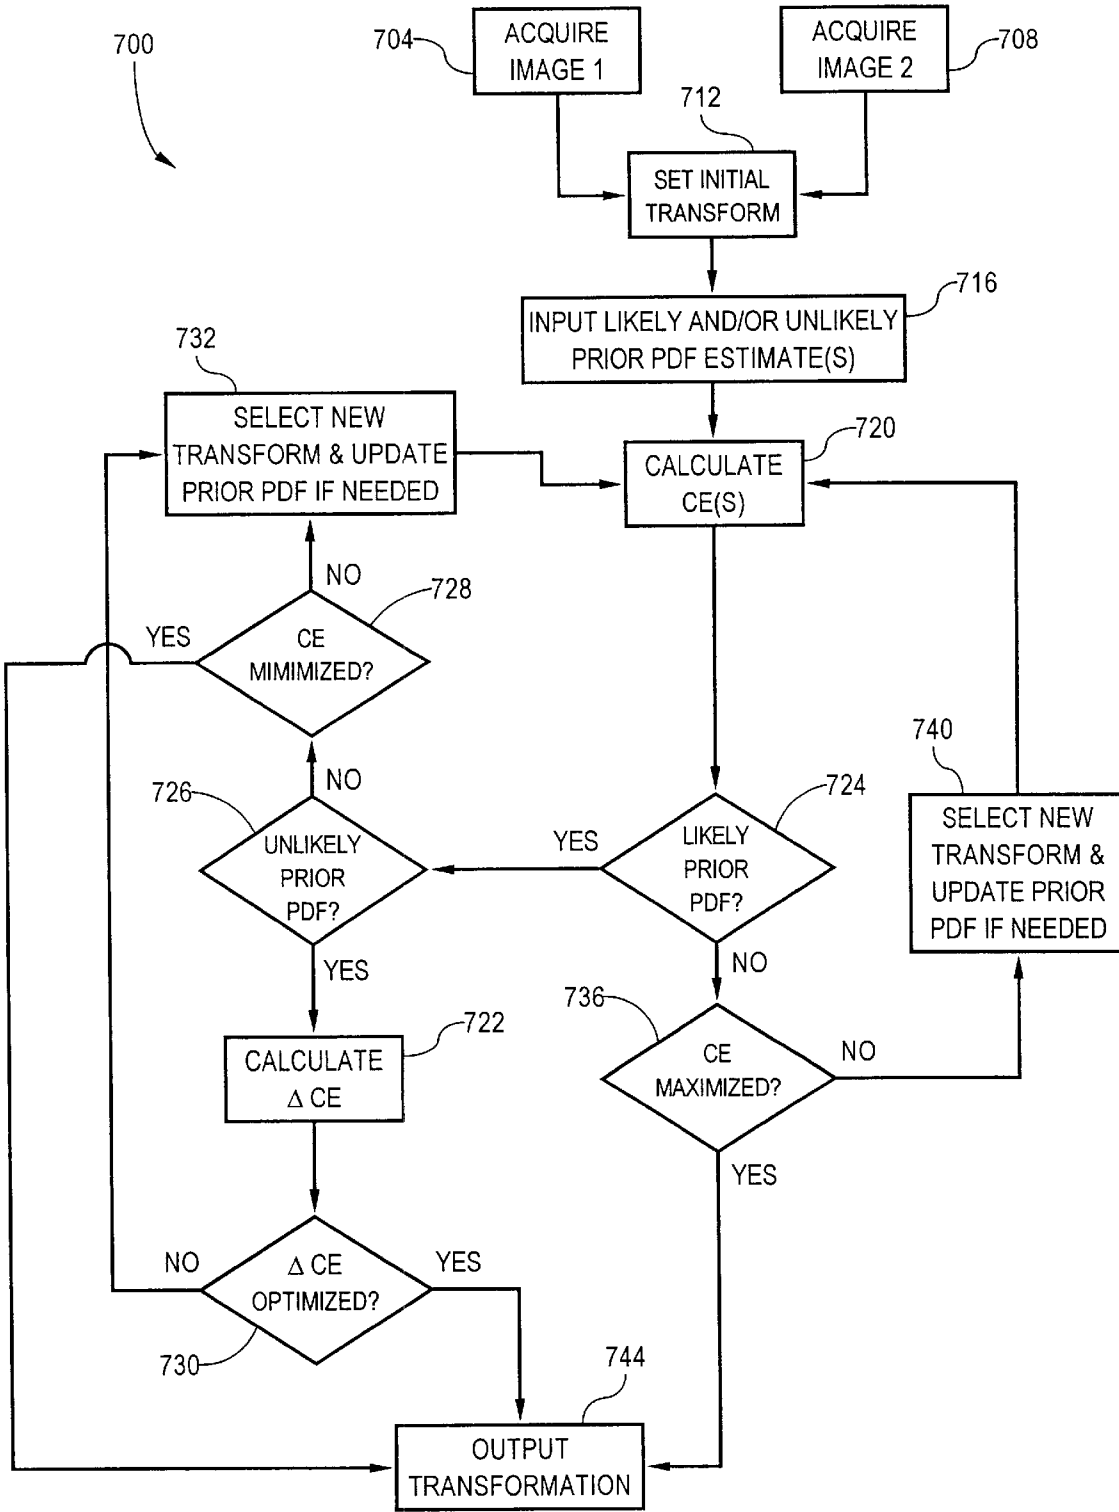 700
704
ACQUIRE
IMAGE 1
ACQUIRE
IMAGE 2
708
712
SET INITIAL
TRANSFORM
716
INPUT LIKELY AND/OR UNLIKELY
PRIOR PDF ESTIMATE(S)
732
SELECT NEW
TRANSFORM & UPDATE
PRIOR PDF IF NEEDED
720
CALCULATE
CE(S)
NO
728
YES
CE
MIMIMIZED?
740
SELECT NEW
TRANSFORM &
UPDATE PRIOR
PDF IF NEEDED
NO
726
UNLIKELY
PRIOR
PDF?
YES
724
LIKELY
PRIOR
PDF?
YES
NO
722
CALCULATE
Δ CE
736
CE
MAXIMIZED?
NO
YES
NO
Δ CE
OPTIMIZED?
YES
730
744
OUTPUT
TRANSFORMATION